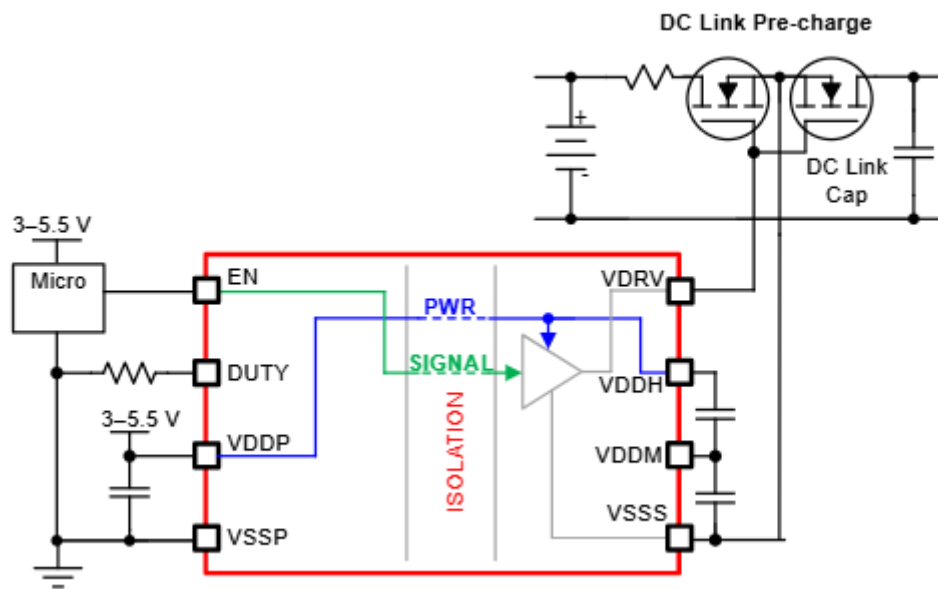 DC Link Pre-charge
+
-
DC Link
Cap
3–5.5 V
Micro
EN
VDRV
PWR
SIGNAL
DUTY
VDDH
3–5.5 V
VDDP
ISOLATION
VDDM
VSSP
VSSS